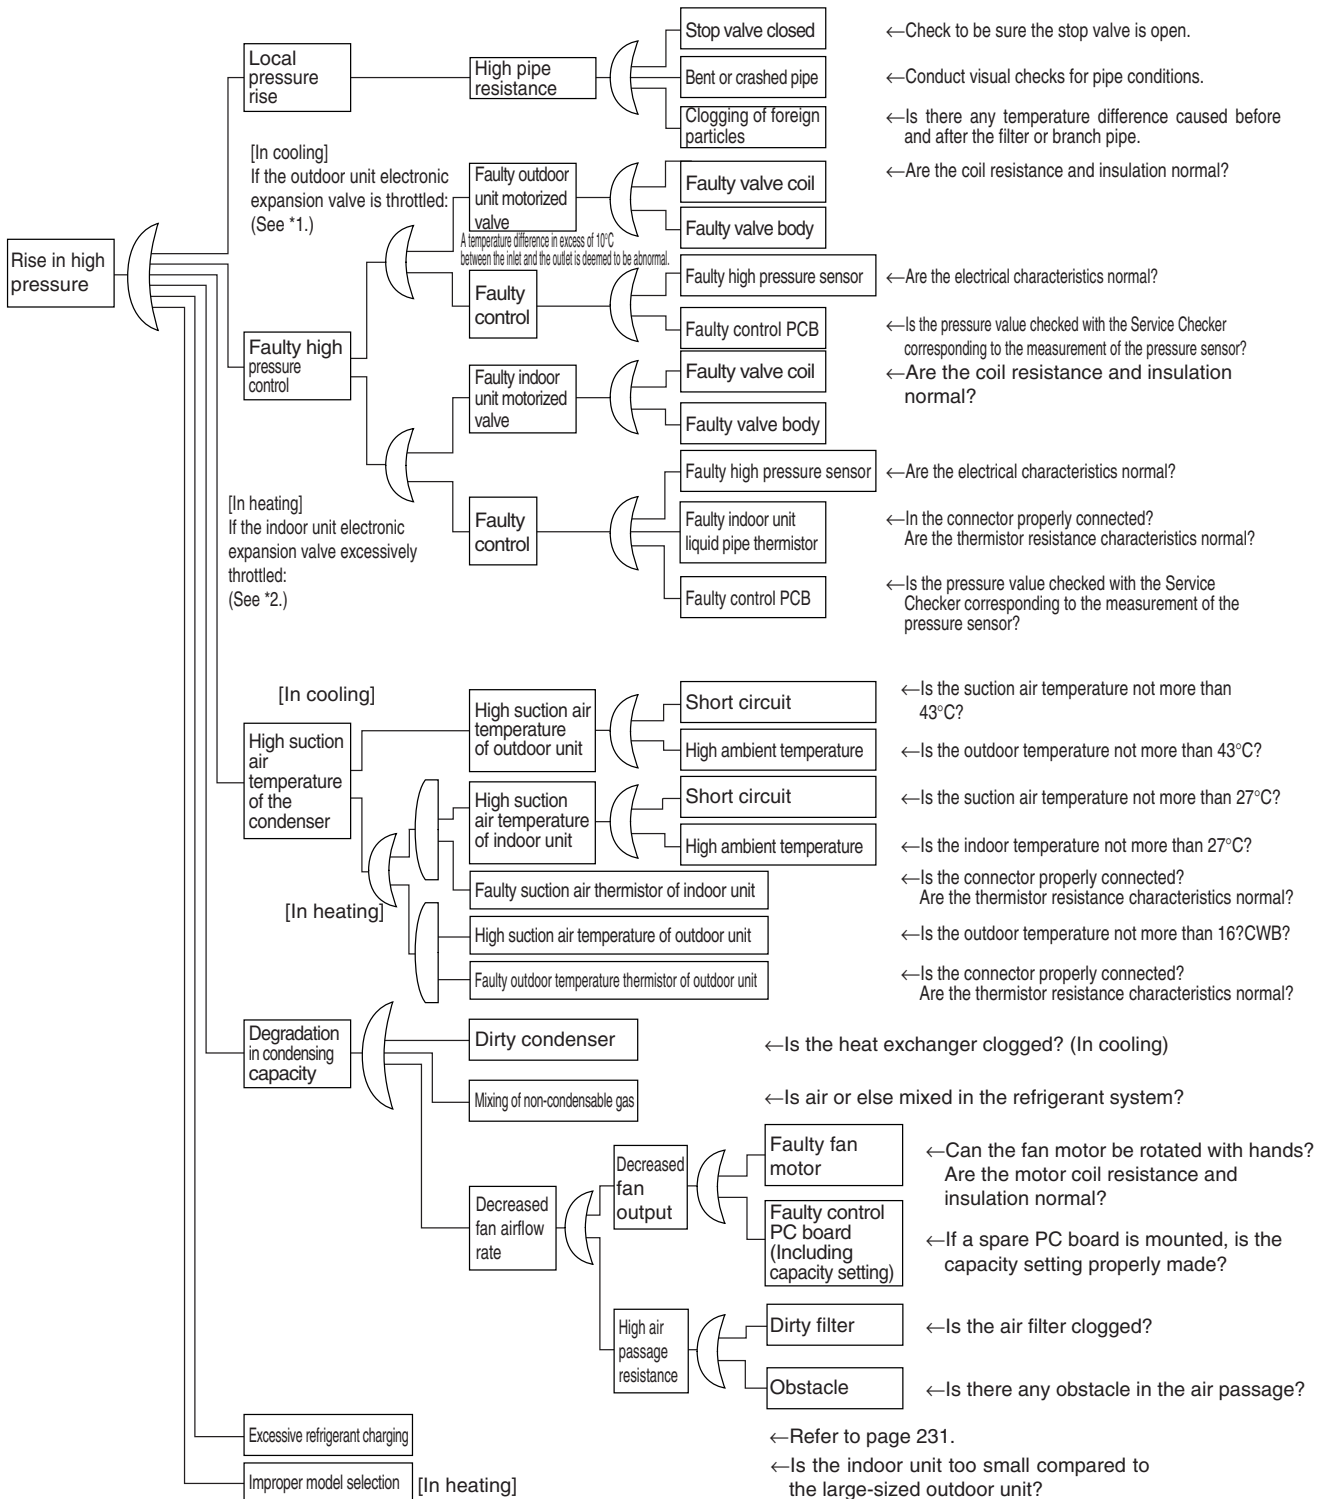 Rise in high
pressure
Local
pressure
rise
High pipe
resistance
Stop valve closed
←Check to be sure the stop valve is open.
Bent or crashed pipe
←Conduct visual checks for pipe conditions.
Clogging of foreign
particles
←Is there any temperature difference caused before
and after the filter or branch pipe.
[In cooling]
If the outdoor unit electronic
expansion valve is throttled:
(See *1.)
Faulty high
pressure
control
Faulty outdoor
unit motorized
valve
A temperature difference in excess of 10°C
between the inlet and the outlet is deemed to be abnormal.
Faulty valve coil
←Are the coil resistance and insulation normal?
Faulty valve body
Faulty
control
Faulty high pressure sensor
←Are the electrical characteristics normal?
Faulty control PCB
←Is the pressure value checked with the Service Checker
corresponding to the measurement of the pressure sensor?
Faulty indoor
unit motorized
valve
Faulty valve coil
←Are the coil resistance and insulation
normal?
Faulty valve body
[In heating]
If the indoor unit electronic
expansion valve excessively
throttled:
(See *2.)
Faulty
control
Faulty high pressure sensor
←Are the electrical characteristics normal?
Faulty indoor unit
liquid pipe thermistor
←In the connector properly connected?
Are the thermistor resistance characteristics normal?
Faulty control PCB
←Is the pressure value checked with the Service
Checker corresponding to the measurement of the
pressure sensor?
[In cooling]
High suction
air
temperature
of the
condenser
High suction air
temperature
of outdoor unit
Short circuit
←Is the suction air temperature not more than
43°C?
High ambient temperature
←Is the outdoor temperature not more than 43°C?
High suction
air temperature
of indoor unit
Short circuit
←Is the suction air temperature not more than 27°C?
High ambient temperature
←Is the indoor temperature not more than 27°C?
[In heating]
Faulty suction air thermistor of indoor unit
←Is the connector properly connected?
Are the thermistor resistance characteristics normal?
High suction air temperature of outdoor unit
←Is the outdoor temperature not more than 16?CWB?
Faulty outdoor temperature thermistor of outdoor unit
←Is the connector properly connected?
Are the thermistor resistance characteristics normal?
Degradation
in condensing
capacity
Dirty condenser
←Is the heat exchanger clogged? (In cooling)
Mixing of non-condensable gas
←Is air or else mixed in the refrigerant system?
Decreased
fan airflow
rate
Decreased
fan
output
Faulty fan
motor
←Can the fan motor be rotated with hands?
Are the motor coil resistance and
insulation normal?
Faulty control
PC board
(Including
capacity setting)
←If a spare PC board is mounted, is the
capacity setting properly made?
High air
passage
resistance
Dirty filter
←Is the air filter clogged?
Obstacle
←Is there any obstacle in the air passage?
Excessive refrigerant charging
←Refer to page 231.
Improper model selection
[In heating]
←Is the indoor unit too small compared to
the large-sized outdoor unit?